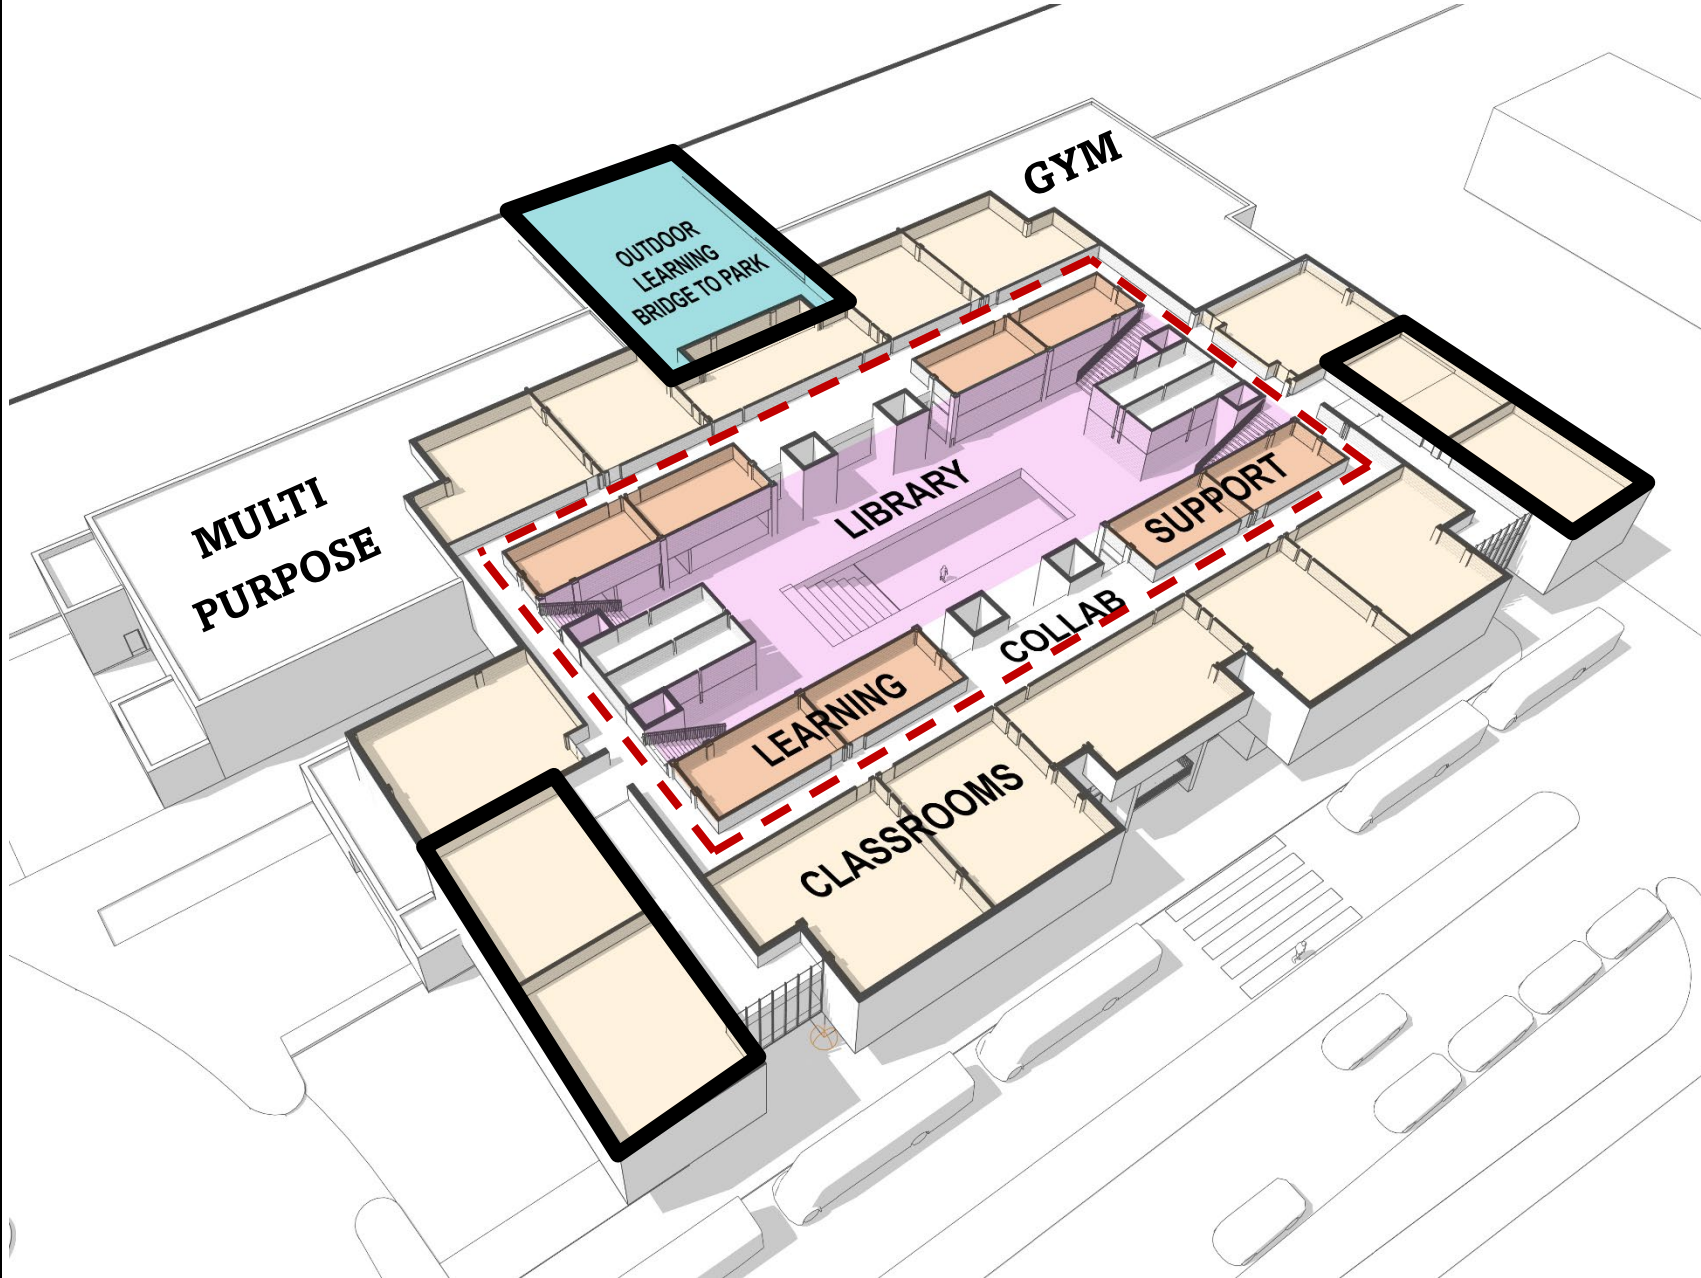 GYM
OUTDOOR
LEARNING
BRIDGE TO PARK
MULTI
PURPOSE
LIBRARY
SUPPORT
COLLAB
LEARNING
CLASSROOMS